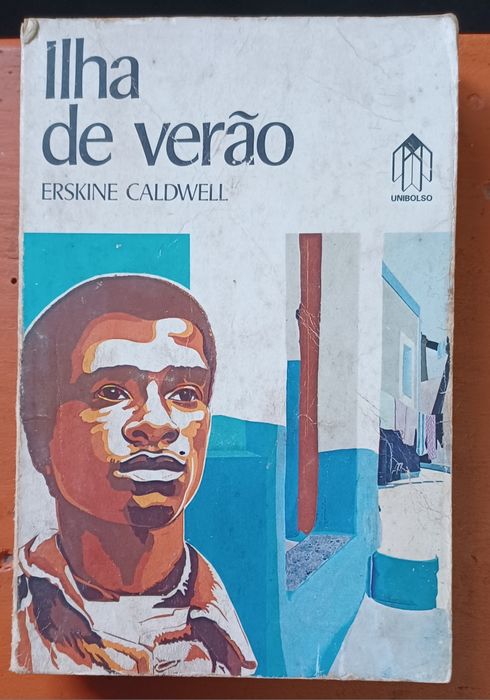 Ilha
de verão
ERSKINE CALDWELL
UNIBOLSO